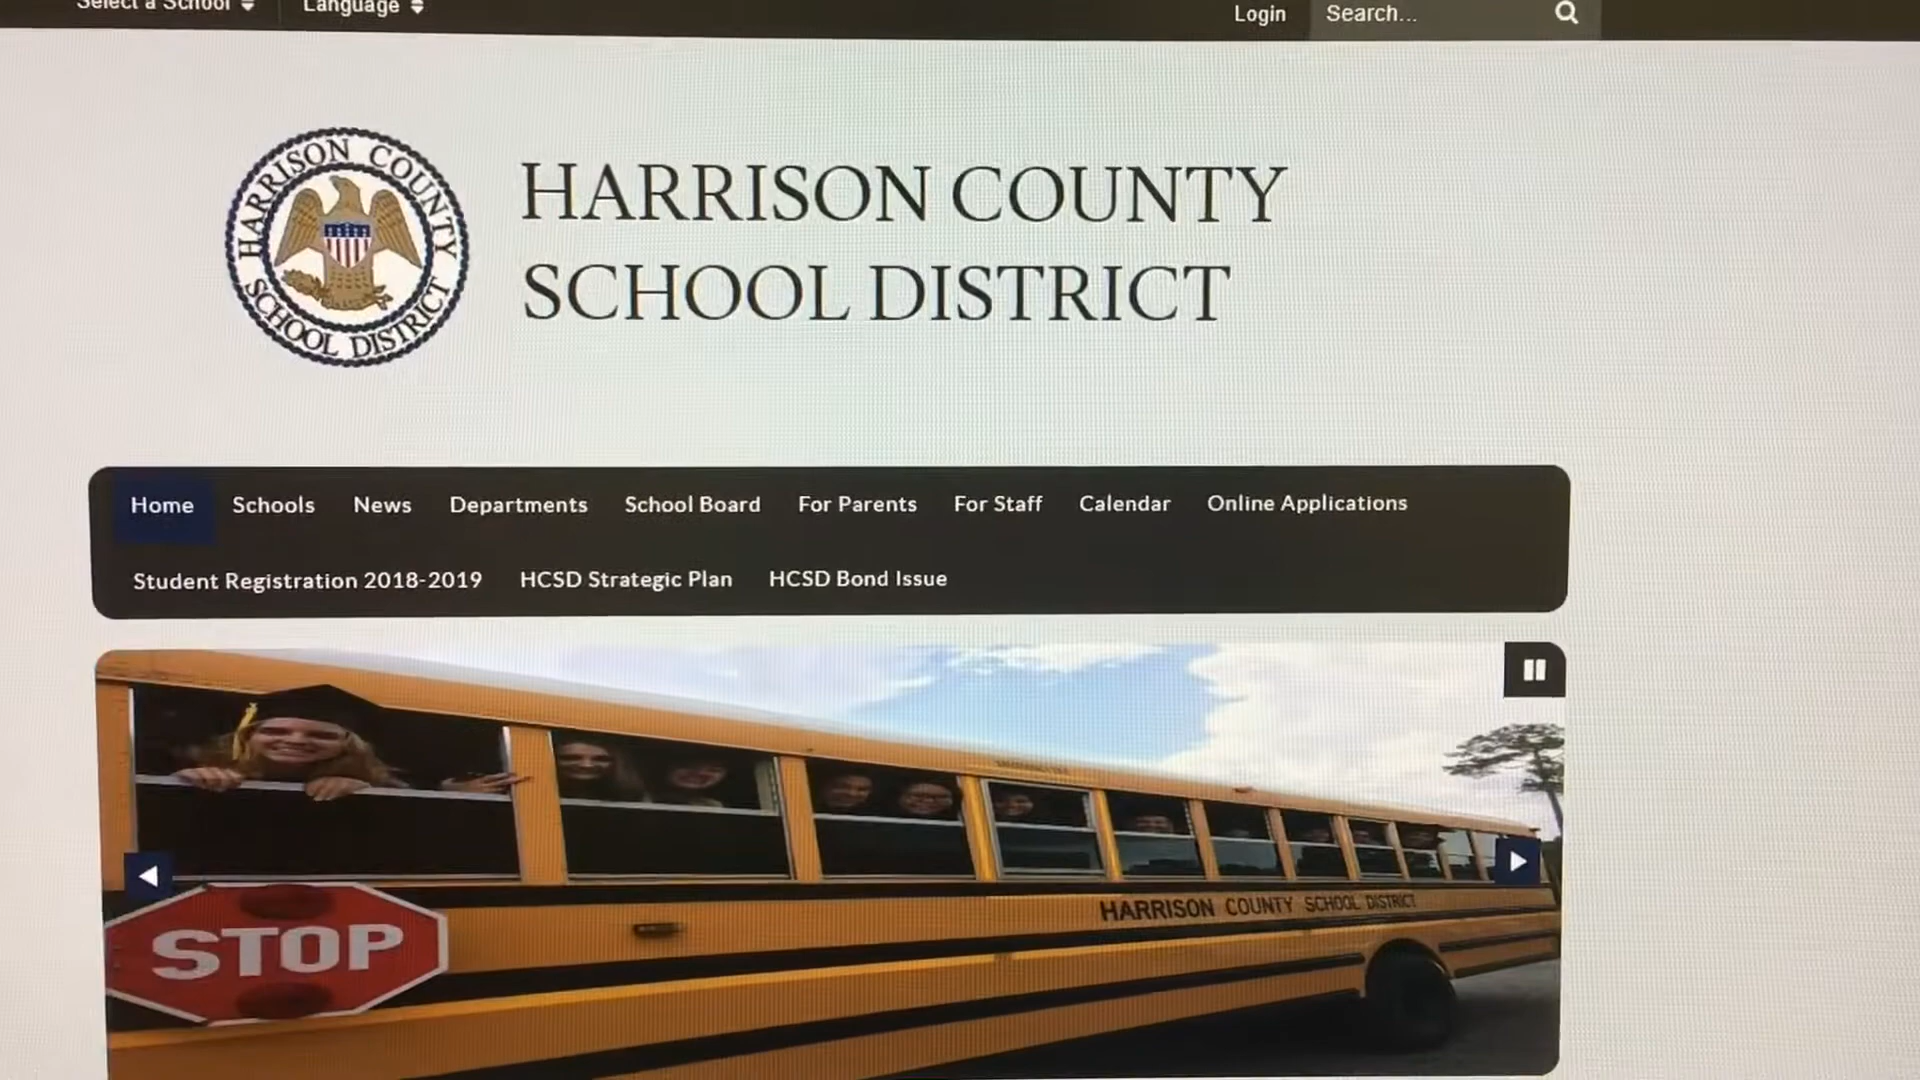 Select a School
Language
Login
Search...
HARRISON COUNTY
SCHOOL DISTRICT
HARRISON COUNTY
SCHOOL DISTRICT
Home Schools News Departments School Board For Parents For Staff Calendar Online Applications
Student Registration 2018-2019 HCSD Strategic Plan HCSD Bond Issue
HARRISON COUNTY SCHOOL DISTRICT
STOP